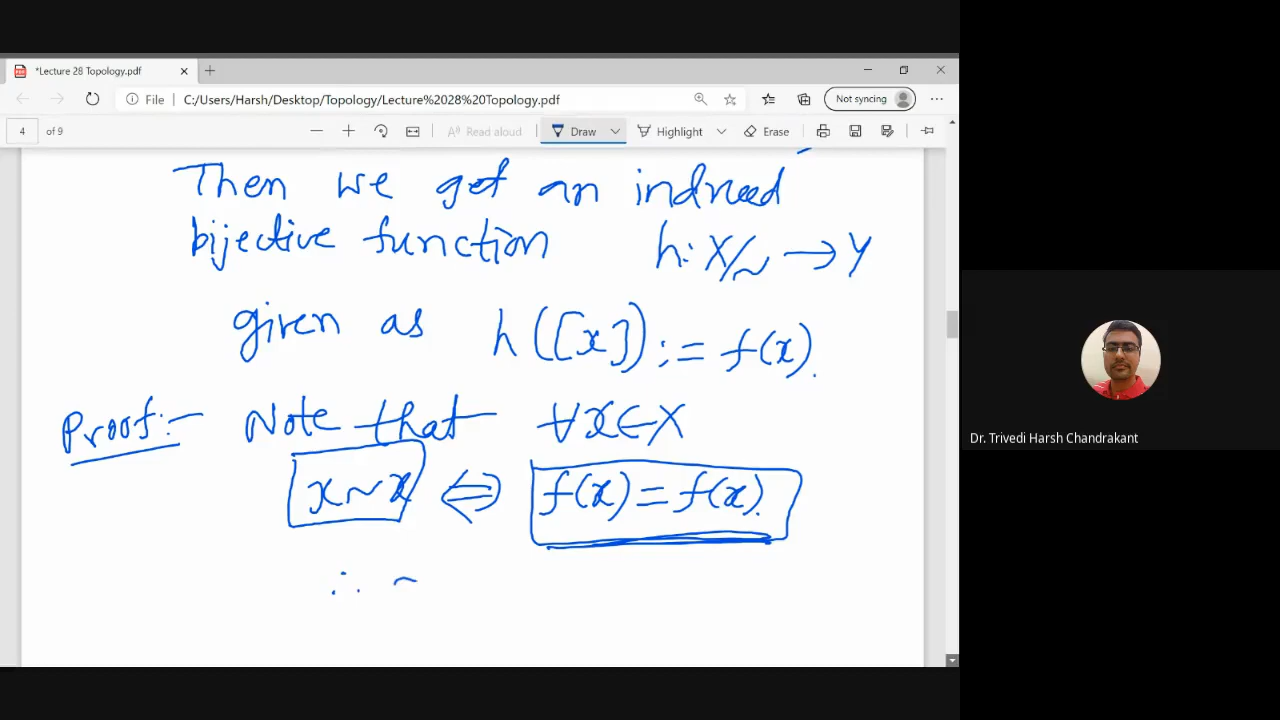 *Lecture 28 Topology.pdf
File | C:/Users/Harsh/Desktop/Topology/Lecture%2028%20Topology.pdf
Not syncing
4 of 9
Read aloud
Draw
Highlight
Erase
Then we get an induced
bijective function h: X/~ → Y
given as h([x]) := f(x).
Proof:- Note that ∀x∈X
x~x ⇔ f(x) = f(x).
∴ ~
Dr. Trivedi Harsh Chandrakant